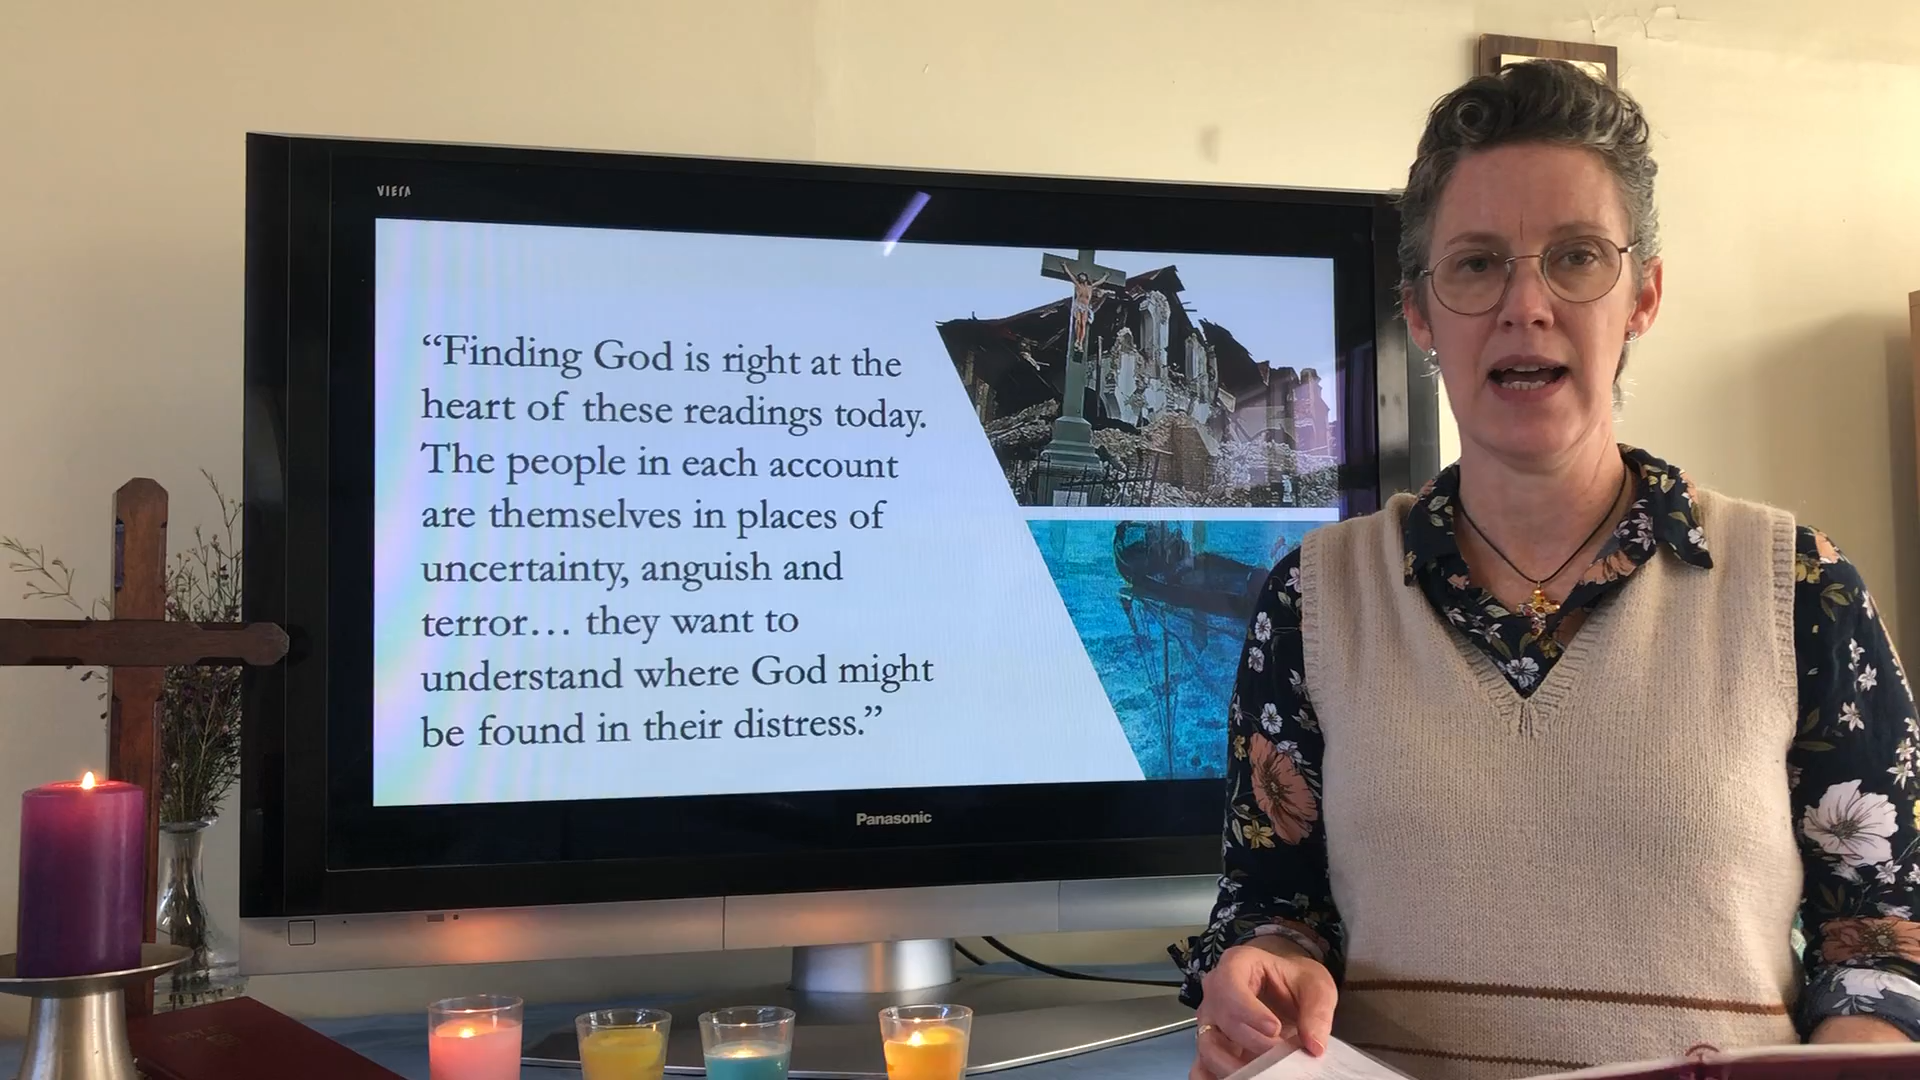 VIERA
“Finding God is right at the
heart of these readings today.
The people in each account
are themselves in places of
uncertainty, anguish and
terror… they want to
understand where God might
be found in their distress.”
Panasonic